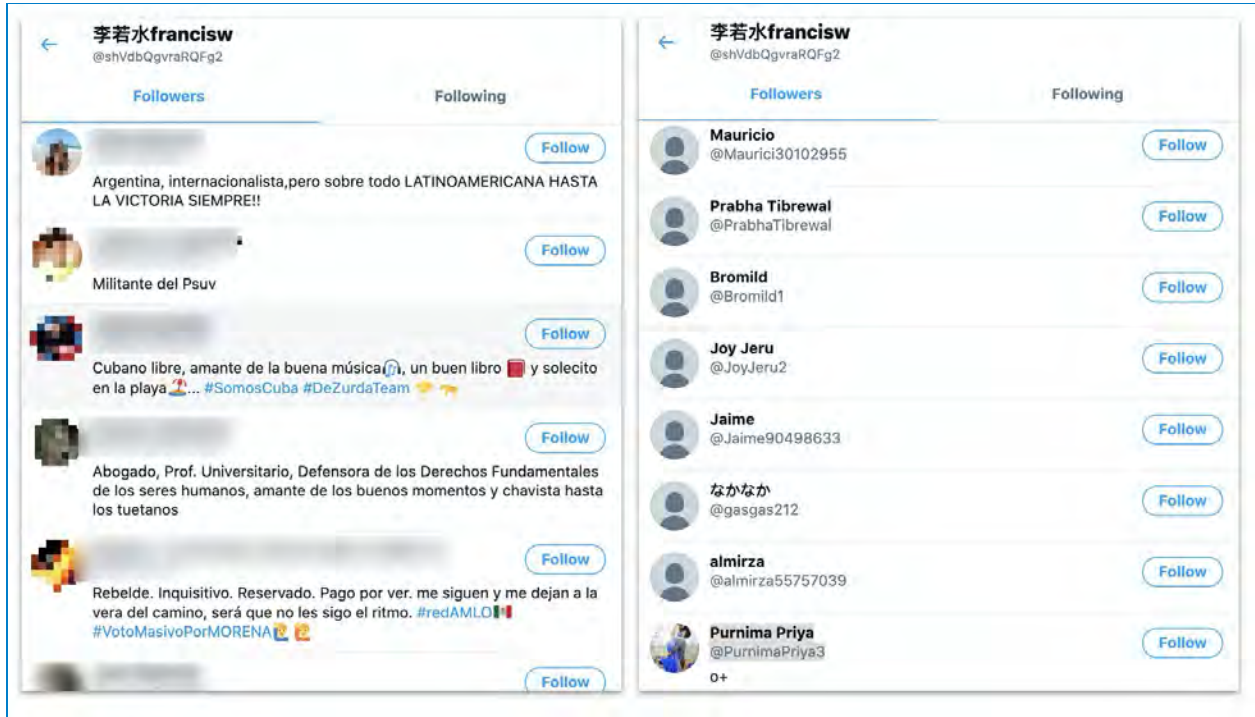 李若水francisw
@shVdbQgvraRQFg2
Followers
Following
Follow
Argentina, internacionalista,pero sobre todo LATINOAMERICANA HASTA
LA VICTORIA SIEMPRE!!
Follow
Militante del Psuv
Follow
Cubano libre, amante de la buena música🎧, un buen libro 📕 y solecito
en la playa 🏖️... #SomosCuba #DeZurdaTeam
Follow
Abogado, Prof. Universitario, Defensora de los Derechos Fundamentales
de los seres humanos, amante de los buenos momentos y chavista hasta
los tuetanos
Follow
Rebelde. Inquisitivo. Reservado. Pago por ver. me siguen y me dejan a la
vera del camino, será que no les sigo el ritmo. #redAMLO🇲🇽
#VotoMasivoPorMORENA
Follow
李若水francisw
@shVdbQgvraRQFg2
Followers
Following
Mauricio
@Maurici30102955
Follow
Prabha Tibrewal
@PrabhaTibrewal
Follow
Bromild
@Bromild1
Follow
Joy Jeru
@JoyJeru2
Follow
Jaime
@Jaime90498633
Follow
なかなか
@gasgas212
Follow
almirza
@almirza55757039
Follow
Purnima Priya
@PurnimaPriya3
Follow
o+